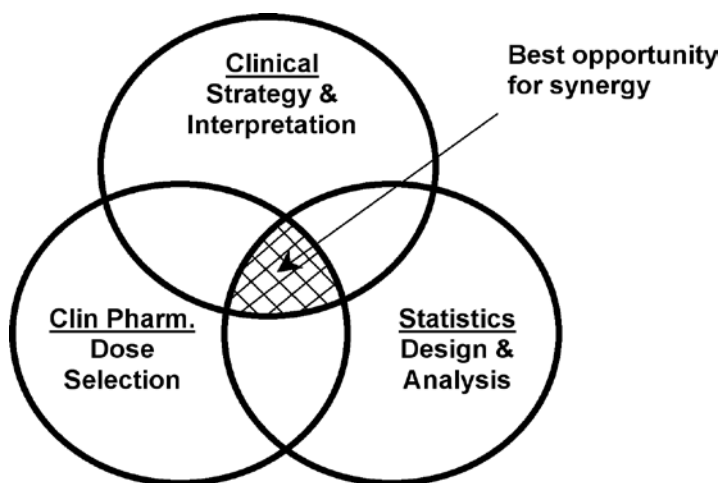 Clinical
Strategy &
Interpretation
Best opportunity
for synergy
Clin Pharm.
Dose
Selection
Statistics
Design &
Analysis